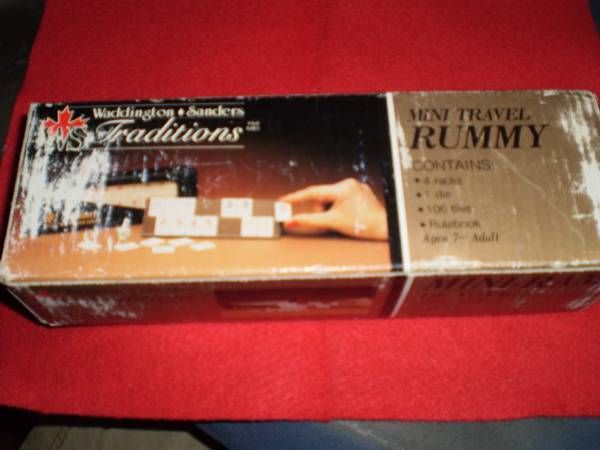 Waddington ♦ Sanders
WS Traditions
MINI TRAVEL
RUMMY
CONTAINS:
• 4 racks
• 1 die
• 106 tiles
• Rulebook
Ages 7 - Adult